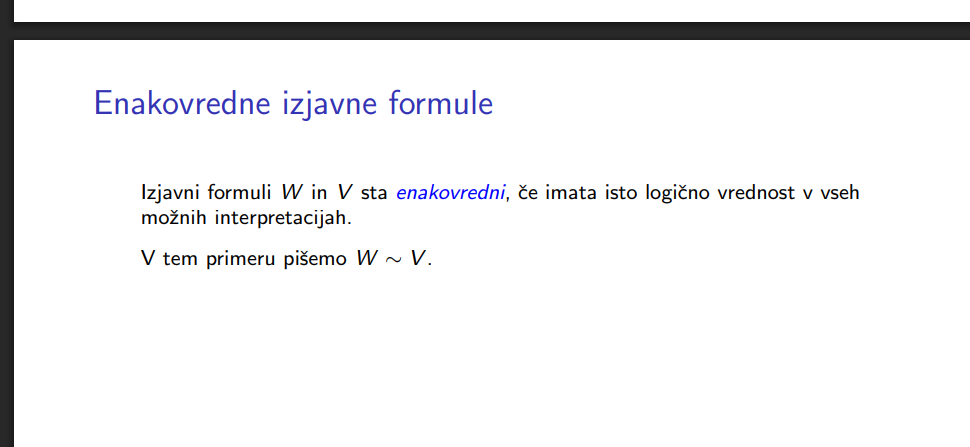 Enakovredne izjavne formule
Izjavni formuli W in V sta enakovredni, če imata isto logično vrednost v vseh
možnih interpretacijah.
V tem primeru pišemo W ∼ V.